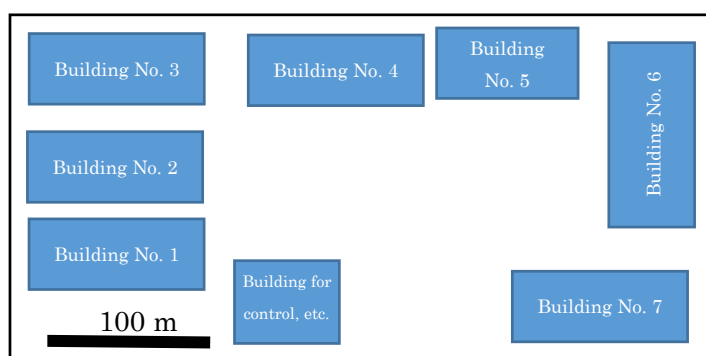 Building No. 3
Building No. 4
Building
No. 5
Building No. 6
Building No. 2
Building No. 1
Building for
control, etc.
Building No. 7
100 m